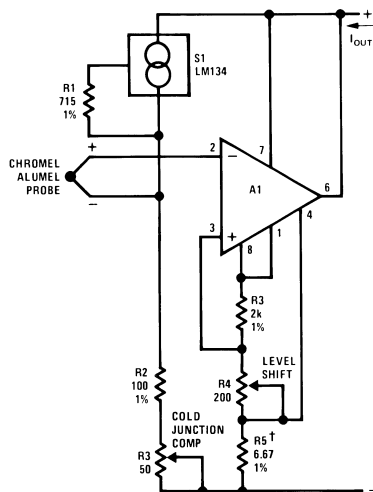 +
I OUT
S1
LM134
R1
715
1%
+
CHROMEL
ALUMEL
PROBE
−
2
−
7
A1
6
4
3
+
8
1
R3
2k
1%
LEVEL
SHIFT
R4
200
R2
100
1%
COLD
JUNCTION
COMP
R3
50
R5†
6.67
1%
−